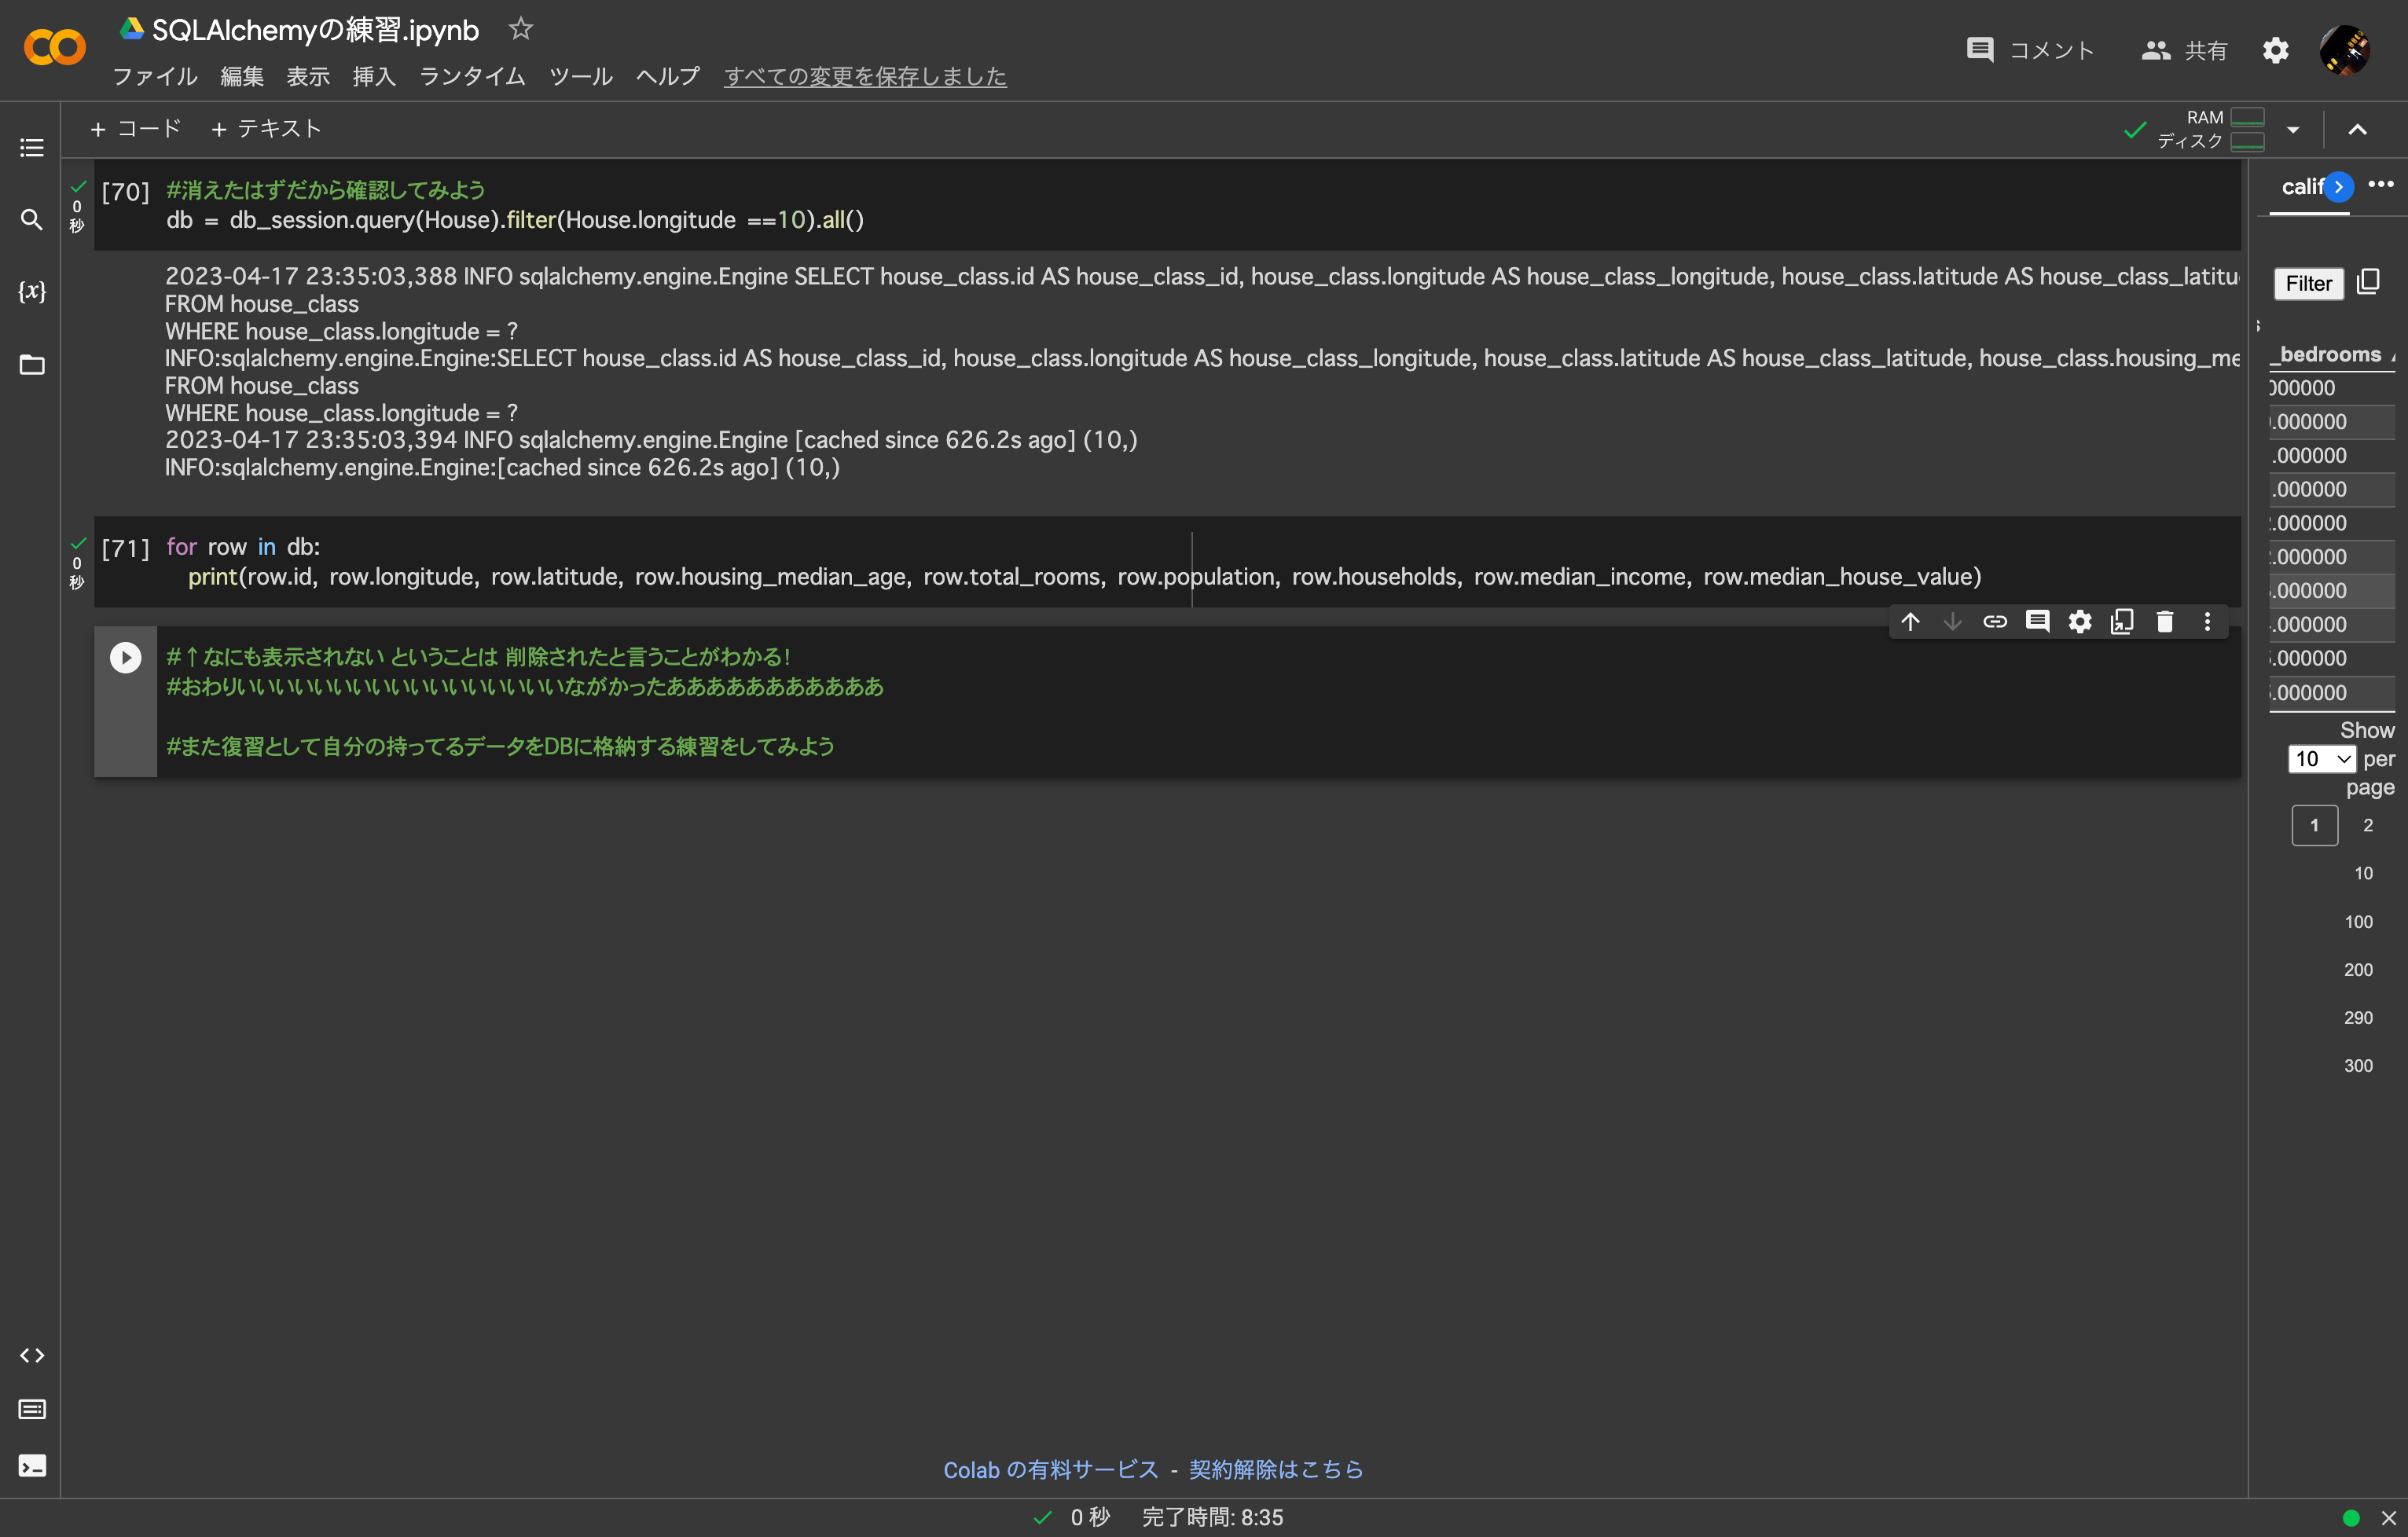 SQLAlchemyの練習.ipynb
ファイル 編集 表示 挿入 ランタイム ツール ヘルプ すべての変更を保存しました
コメント 共有
+ コード + テキスト
RAM
ディスク
[70] #消えたはずだから確認してみよう
0
秒
db = db_session.query(House).filter(House.longitude ==10).all()
2023-04-17 23:35:03,388 INFO sqlalchemy.engine.Engine SELECT house_class.id AS house_class_id, house_class.longitude AS house_class_longitude, house_class.latitude AS house_class_latitu
FROM house_class
WHERE house_class.longitude = ?
INFO:sqlalchemy.engine.Engine:SELECT house_class.id AS house_class_id, house_class.longitude AS house_class_longitude, house_class.latitude AS house_class_latitude, house_class.housing_me
FROM house_class
WHERE house_class.longitude = ?
2023-04-17 23:35:03,394 INFO sqlalchemy.engine.Engine [cached since 626.2s ago] (10,)
INFO:sqlalchemy.engine.Engine:[cached since 626.2s ago] (10,)
[71] for row in db:
0
秒
print(row.id, row.longitude, row.latitude, row.housing_median_age, row.total_rooms, row.population, row.households, row.median_income, row.median_house_value)
#↑なにも表示されない ということは 削除されたと言うことがわかる!
#おわりいいいいいいいいいいいいいいいいいながかったあああああああああああ
#また復習として自分の持ってるデータをDBに格納する練習をしてみよう
calif
Filter
_bedrooms
000000
.000000
.000000
.000000
.000000
.000000
.000000
.000000
.000000
.000000
Show
10 per
page
1 2
10
100
200
290
300
Colab の有料サービス - 契約解除はこちら
0 秒 完了時間: 8:35